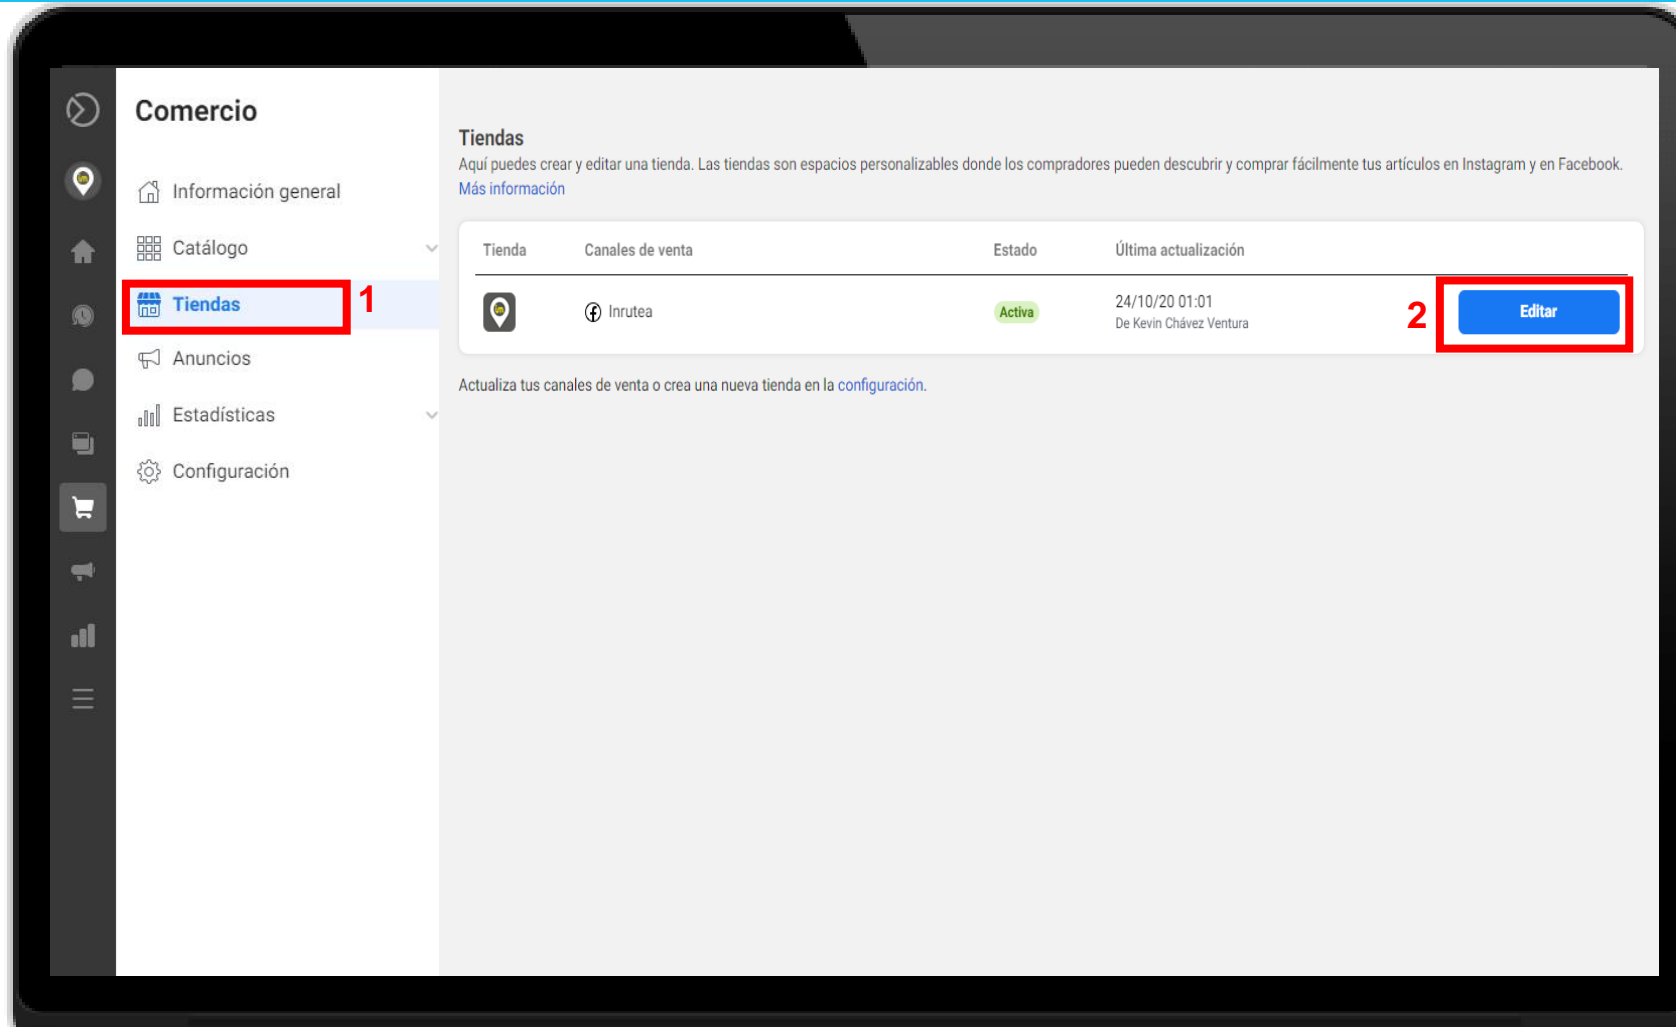 Comercio
Información general
Catálogo
Tiendas
1
Anuncios
Estadísticas
Configuración
Tiendas
Aquí puedes crear y editar una tienda. Las tiendas son espacios personalizables donde los compradores pueden descubrir y comprar fácilmente tus artículos en Instagram y en Facebook.
Más información
Tienda Canales de venta Estado Última actualización
Inrutea Activa 24/10/20 01:01
De Kevin Chávez Ventura
2
Editar
Actualiza tus canales de venta o crea una nueva tienda en la configuración.